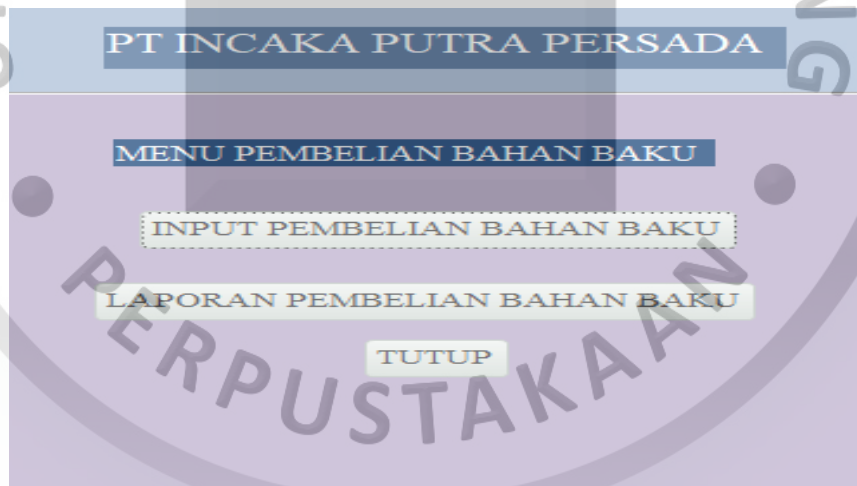 PT INCAKA PUTRA PERSADA
MENU PEMBELIAN BAHAN BAKU
INPUT PEMBELIAN BAHAN BAKU
LAPORAN PEMBELIAN BAHAN BAKU
TUTUP
PERPUSTAKAAN